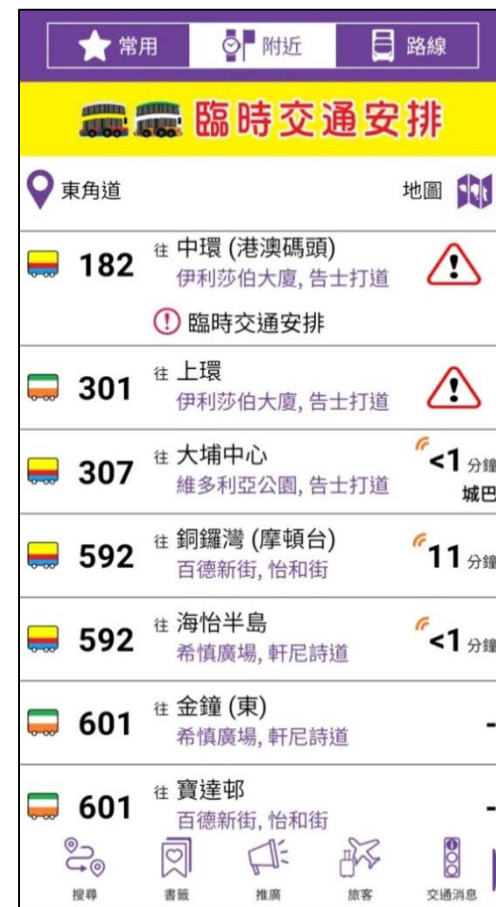 常用 附近 路線
臨時交通安排
東角道 地圖
182 往 中環 (港澳碼頭)
伊利莎伯大廈, 告士打道
臨時交通安排
301 往 上環
伊利莎伯大廈, 告士打道
307 往 大埔中心 <1 分鐘
維多利亞公園, 告士打道 城巴
592 往 銅鑼灣 (摩頓台) 11 分鐘
百德新街, 怡和街
592 往 海怡半島 <1 分鐘
希慎廣場, 軒尼詩道
601 往 金鐘 (東) -
希慎廣場, 軒尼詩道
601 往 寶達邨 -
百德新街, 怡和街
搜尋 書籤 推廣 旅客 交通消息